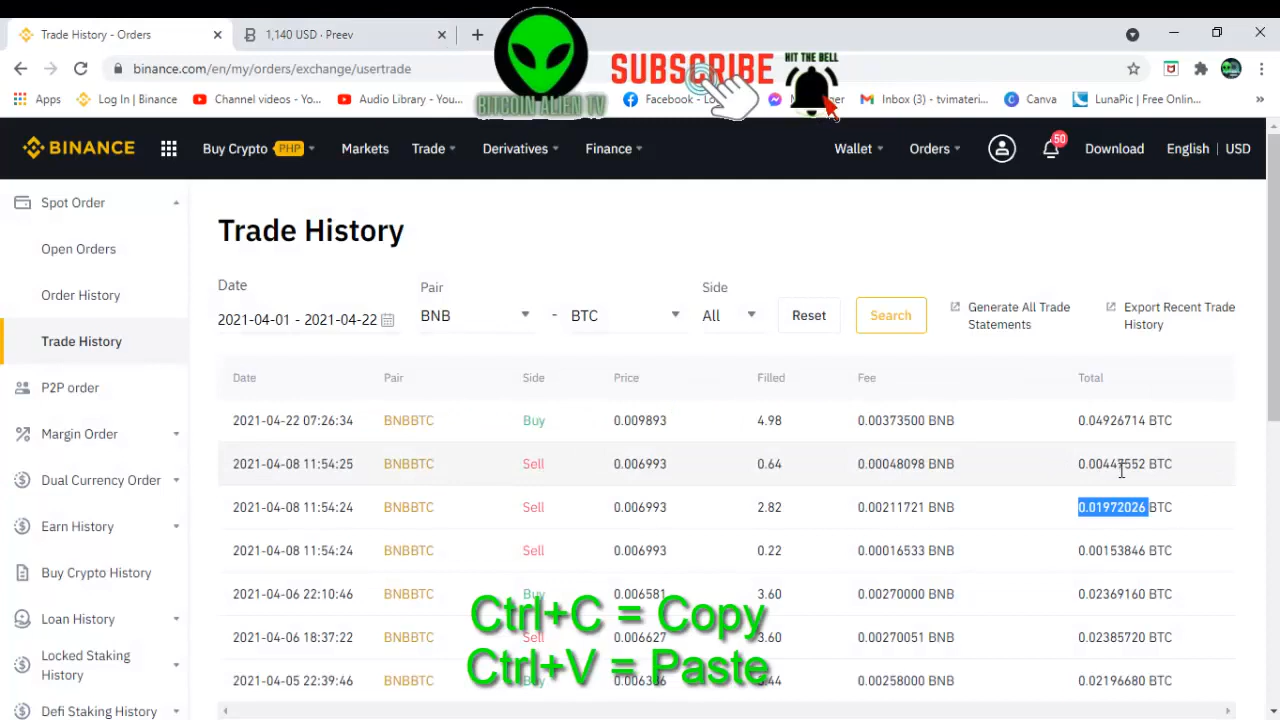 Trade History - Orders
1,140 USD · Preev
binance.com/en/my/orders/exchange/usertrade
SUBSCRIBE
HIT THE BELL
BITCOIN ALIEN TV
Apps
Log In | Binance
Channel videos - Yo...
Audio Library - You...
Facebook - Lo
Inbox (3) - tvimateri...
Canva
LunaPic | Free Onlin...
BINANCE
Buy Crypto PHP
Markets
Trade
Derivatives
Finance
Wallet
Orders
50
Download
English | USD
Spot Order
Open Orders
Order History
Trade History
P2P order
Margin Order
Dual Currency Order
Earn History
Buy Crypto History
Loan History
Locked Staking
History
Defi Staking History
Trade History
Date
Pair
Side
2021-04-01 - 2021-04-22
BNB
-
BTC
All
Reset
Search
Generate All Trade
Statements
Export Recent Trade
History
Date Pair Side Price Filled Fee Total
2021-04-22 07:26:34 BNBBTC Buy 0.009893 4.98 0.00373500 BNB 0.04926714 BTC
2021-04-08 11:54:25 BNBBTC Sell 0.006993 0.64 0.00048098 BNB 0.00447552 BTC
2021-04-08 11:54:24 BNBBTC Sell 0.006993 2.82 0.00211721 BNB 0.01972026 BTC
2021-04-08 11:54:24 BNBBTC Sell 0.006993 0.22 0.00016533 BNB 0.00153846 BTC
2021-04-06 22:10:46 BNBBTC Buy 0.006581 3.60 0.00270000 BNB 0.02369160 BTC
2021-04-06 18:37:22 BNBBTC Sell 0.006627 3.60 0.00270051 BNB 0.02385720 BTC
2021-04-05 22:39:46 BNBBTC Buy 0.00258000 BNB 0.02196680 BTC
Ctrl+C = Copy
Ctrl+V = Paste